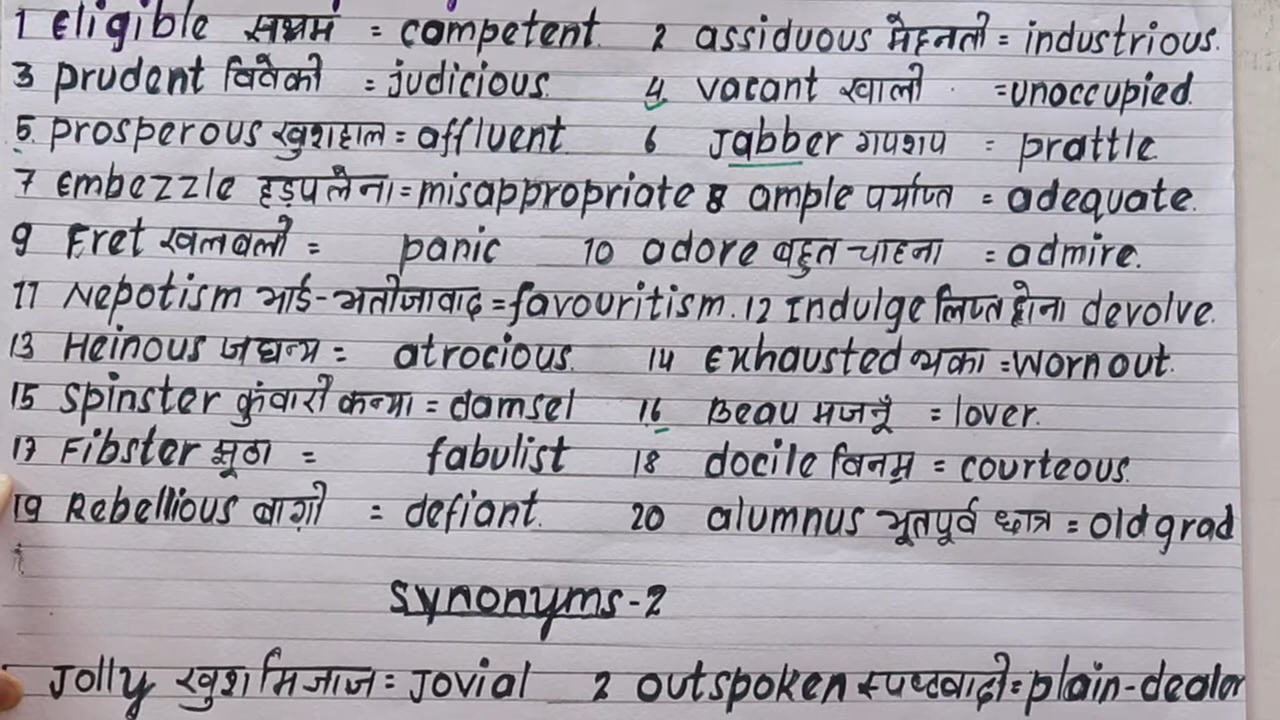 1 Eligible सक्षमं = competent. 2 assiduous मेहनती = industrious.
3 prudent विवेकी = judicious. 4 vacant खाली =unoccupied.
5. prosperous खुशहाल = affluent 6 Jabber गपशप = prattle.
7 Embezzle हड़पलेना = misappropriate 8 ample पर्याप्त = adequate.
9 Fret खलबली = panic 10 adore बहुत चाहना = admire.
11 Nepotism भाई-भतीजावाद = favouritism. 12 Indulge लिप्त होना devolve.
13 Heinous जघन्य = atrocious. 14 Exhausted थका = worn out.
15 Spinster कुंवारी कन्या = damsel 16 Beau मजनूँ = lover.
17 Fibster झूठा = fabulist 18 docile विनम्र = courteous.
19 Rebellious बाग़ी = defiant. 20 alumnus भूतपूर्व छात्र = old grad
Synonyms-2
Jolly खुशमिजाज = Jovial 2 outspoken स्पष्टवादी = plain-dealer